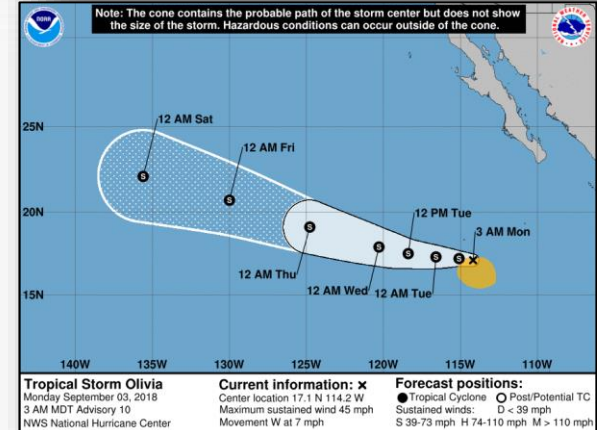 Note: The cone contains the probable path of the storm center but does not show
the size of the storm. Hazardous conditions can occur outside of the cone.
NOAA
25N
20N
15N
12 AM Sat
12 AM Fri
12 PM Tue
3 AM Mon
12 AM Thu
12 AM Wed
12 AM Tue
S
S
S
S
S
S
S
140W 135W 130W 125W 120W 115W 110W
Tropical Storm Olivia
Monday September 03, 2018
3 AM MDT Advisory 10
NWS National Hurricane Center
Current information: x
Center location 17.1 N 114.2 W
Maximum sustained wind 45 mph
Movement W at 7 mph
Forecast positions:
Tropical Cyclone Post/Potential TC
Sustained winds: D < 39 mph
S 39-73 mph H 74-110 mph M > 110 mph